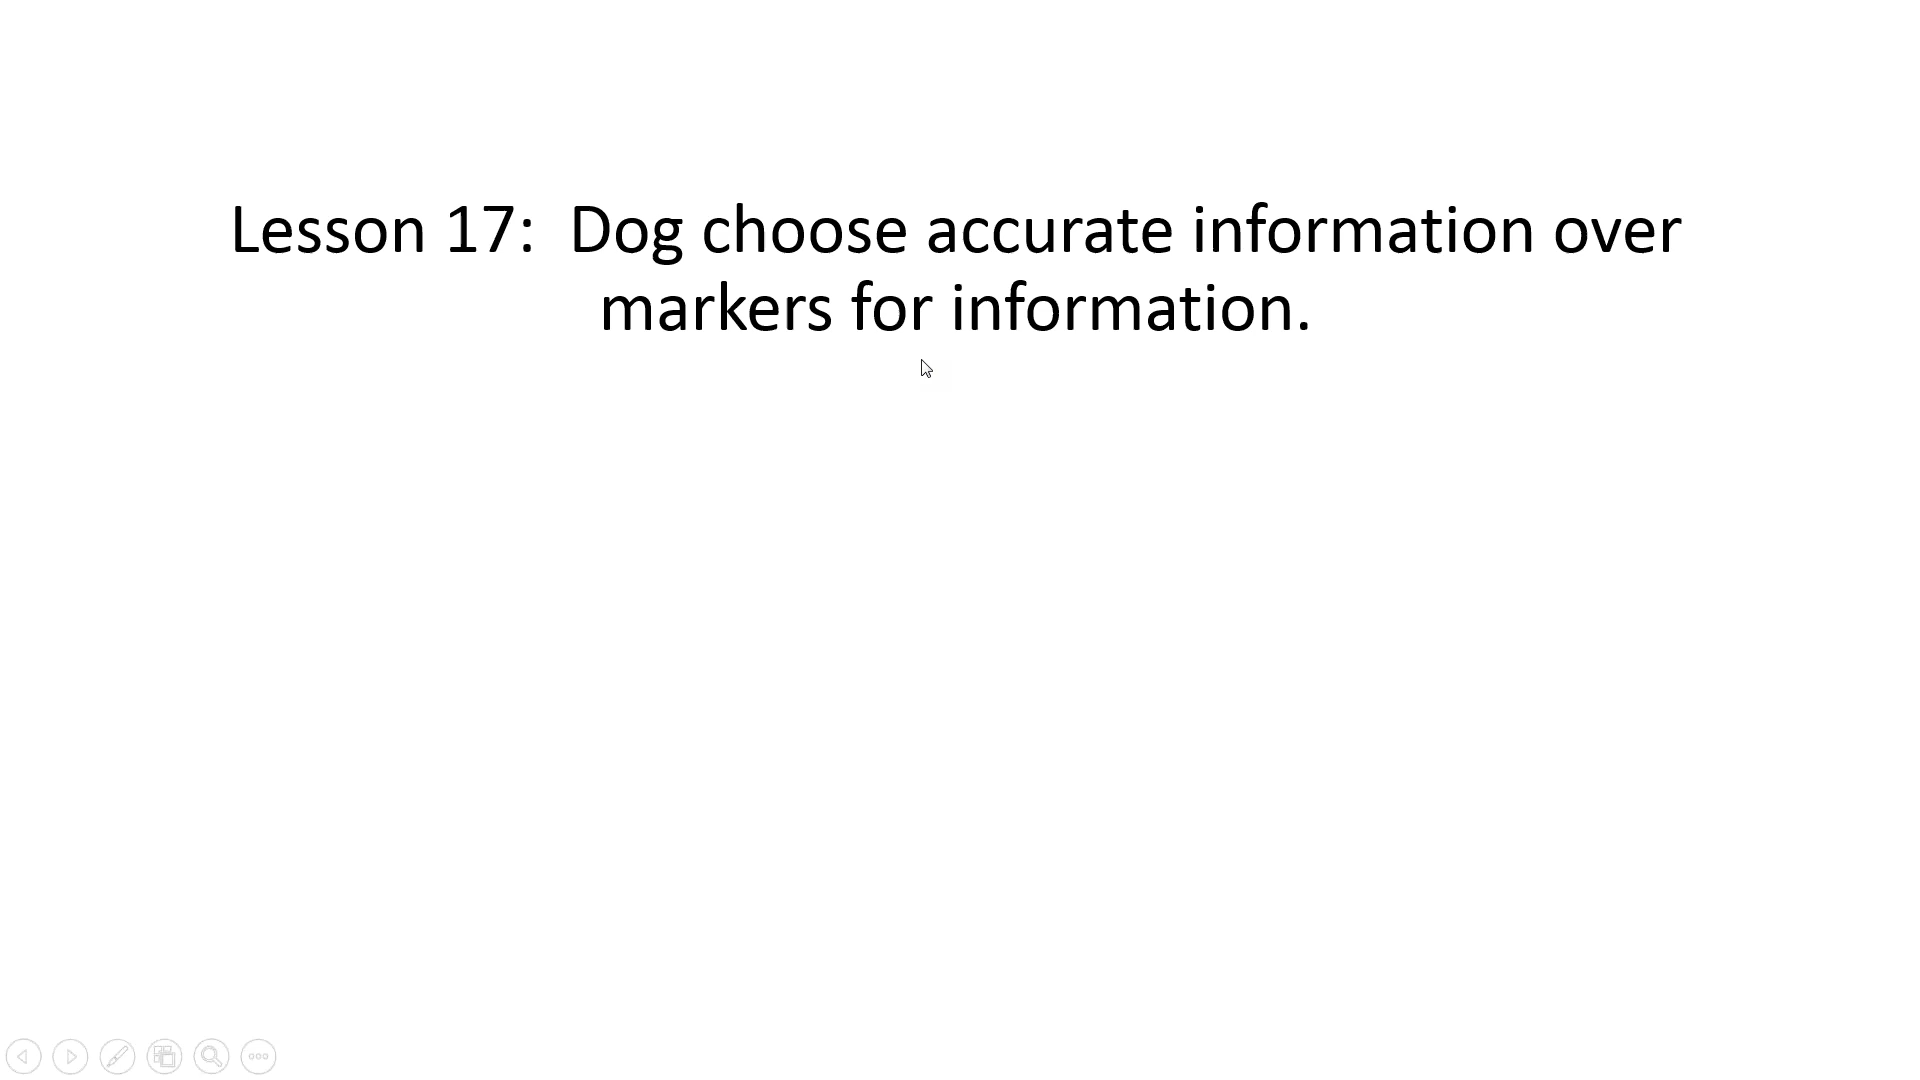 Lesson 17:  Dog choose accurate information over
markers for information.